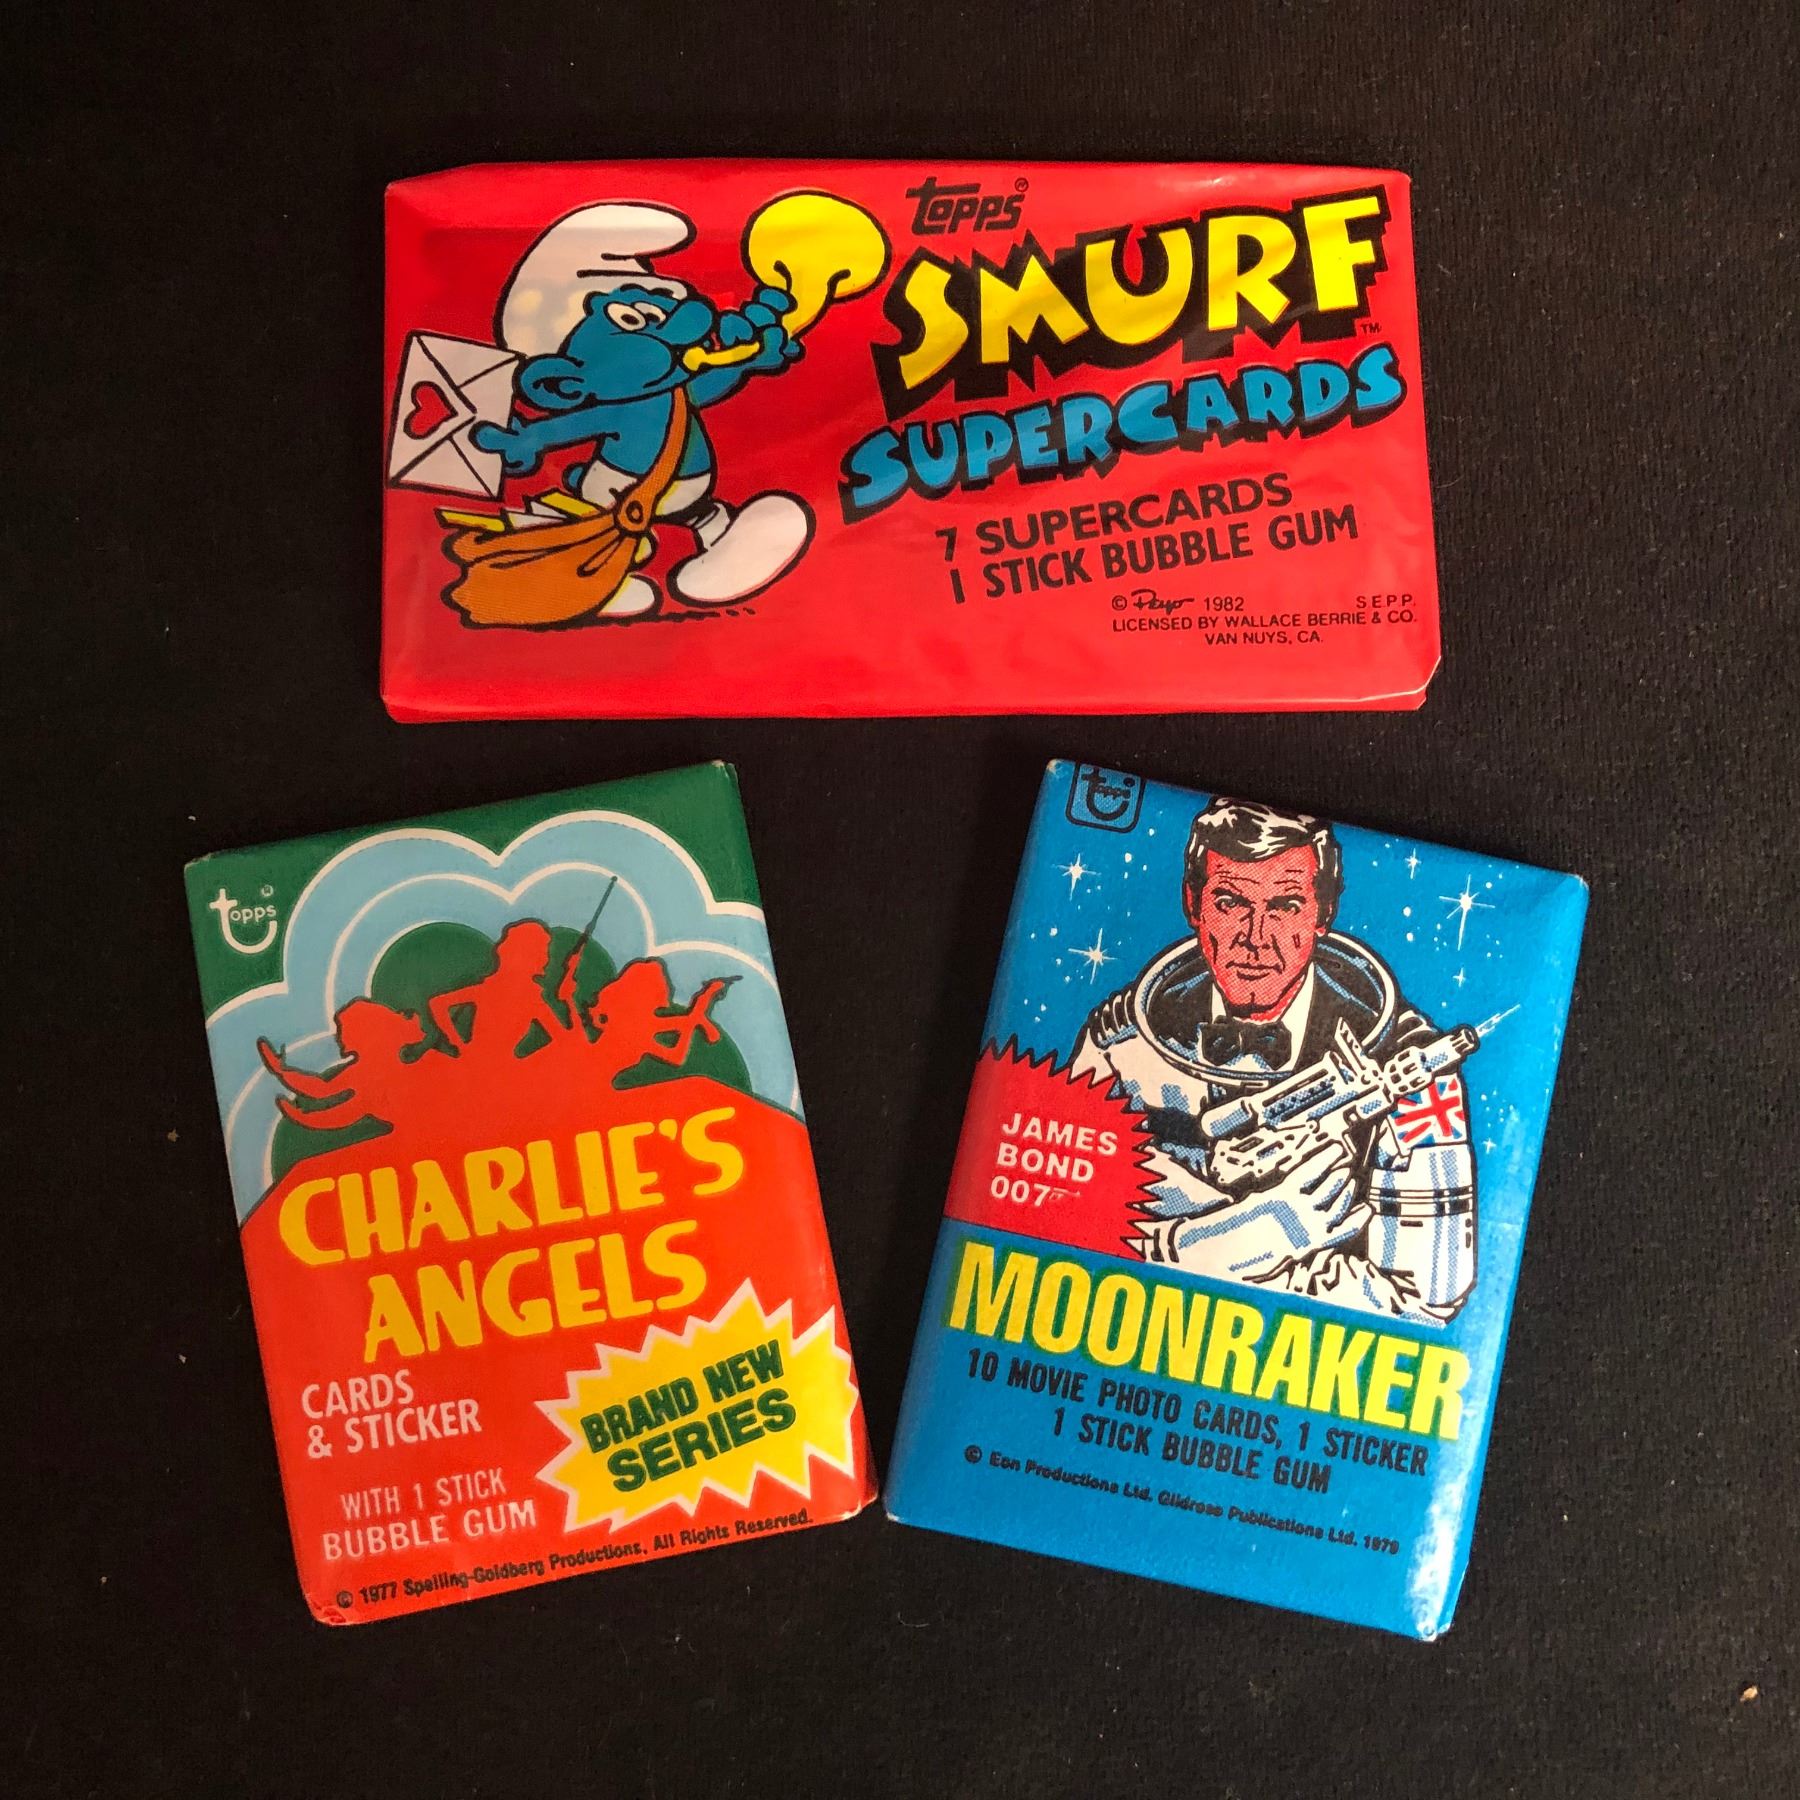 topps®
SMURF™
SUPERCARDS
7 SUPERCARDS
1 STICK BUBBLE GUM
© Peyo 1982 S.E.P.P.
LICENSED BY WALLACE BERRIE & CO.
VAN NUYS, CA.
topps®
CHARLIE'S
ANGELS
CARDS
& STICKER
BRAND NEW
SERIES
WITH 1 STICK
BUBBLE GUM
© 1977 Spelling-Goldberg Productions, All Rights Reserved.
topps
JAMES
BOND
007
MOONRAKER
10 MOVIE PHOTO CARDS, 1 STICKER
1 STICK BUBBLE GUM
© Eon Productions Ltd. Glidrose Publications Ltd. 1979